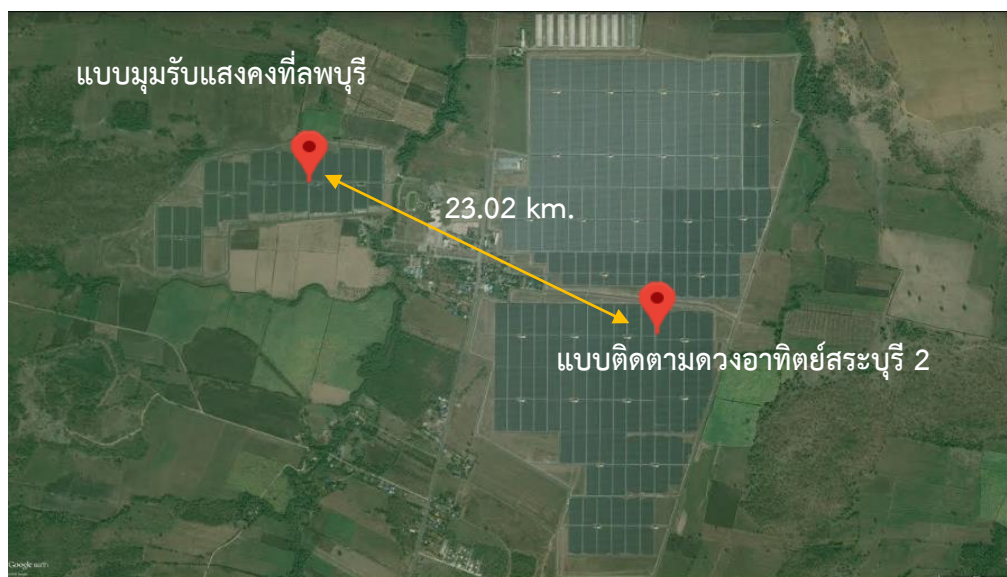 แบบมุมรับแสงคงที่ลพบุรี
23.02 km.
แบบติดตามดวงอาทิตย์สระบุรี 2
Google earth